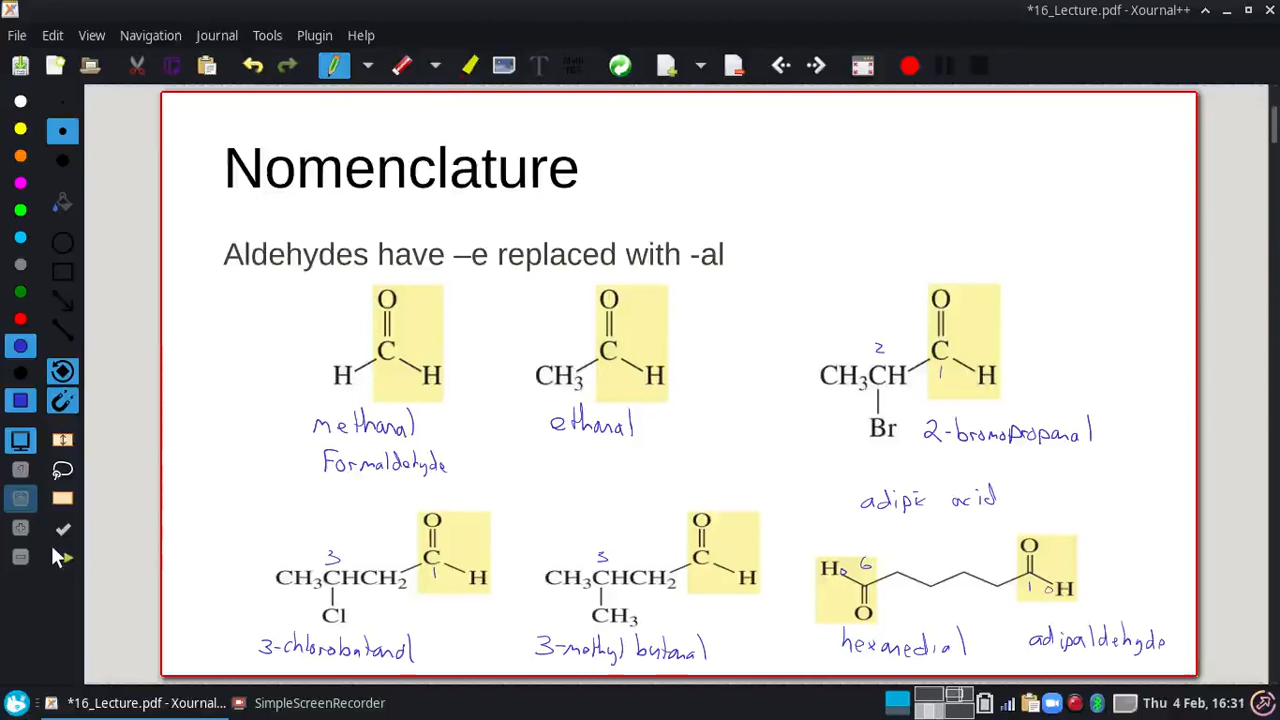 *16_Lecture.pdf - Xournal++
File Edit View Navigation Journal Tools Plugin Help
Nomenclature
Aldehydes have –e replaced with -al
O O O
C C 2 C
H H CH₃ H CH₃CH 1 H
Br
methanal ethanal 2-bromopropanal
Formaldehyde
adipic acid
O O O
3 C 3 C H 6 C
CH₃CHCH₂ 1 H CH₃CHCH₂ H O 1 H
Cl CH₃
3-chlorobutanal 3-methyl butanal hexanedial adipaldehyde
*16_Lecture.pdf - Xournal... SimpleScreenRecorder Thu 4 Feb, 16:31